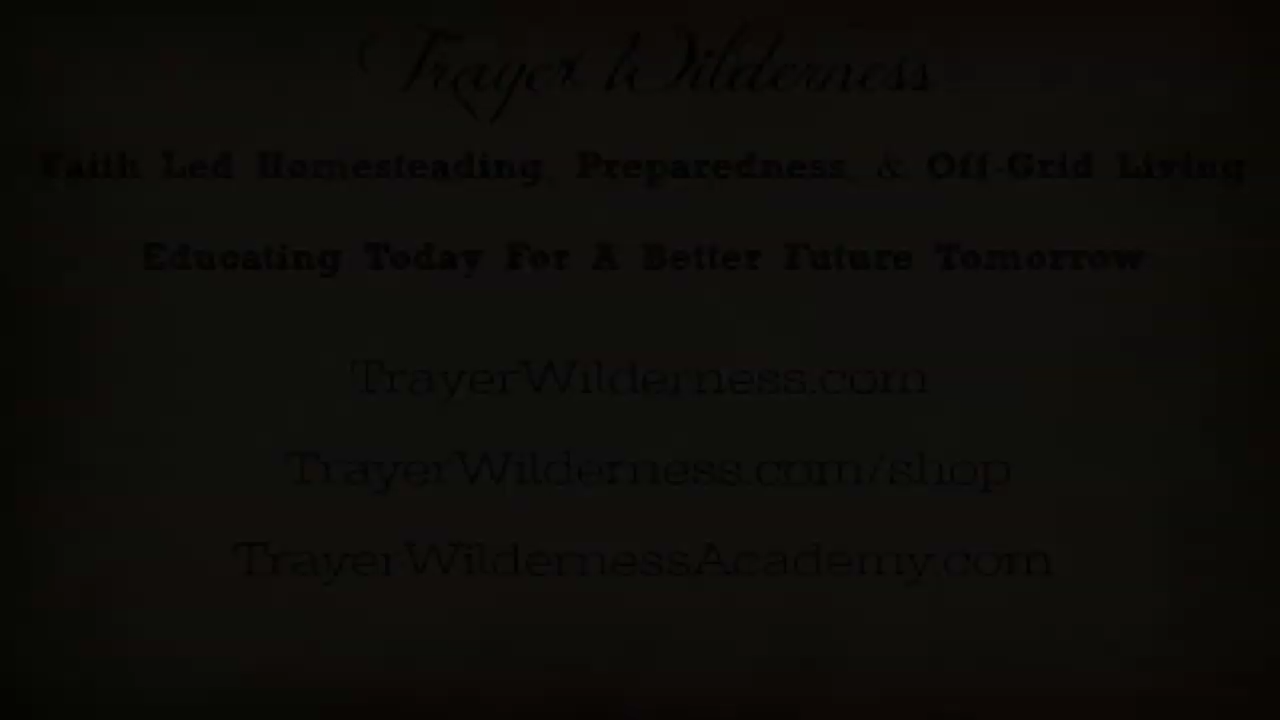 Trayer Wilderness
Faith Led Homesteading, Preparedness, & Off-Grid Living
Educating Today For A Better Future Tomorrow
TrayerWilderness.com
TrayerWilderness.com/shop
TrayerWildernessAcademy.com